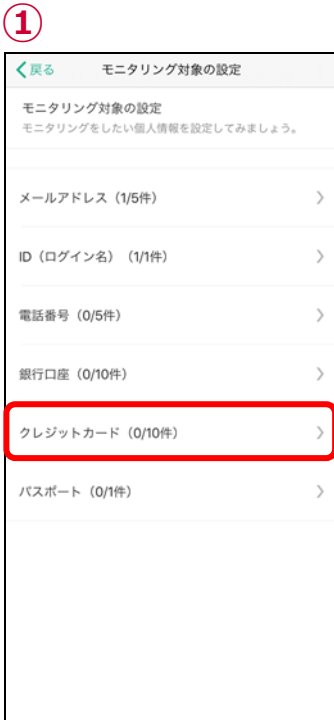 ①
戻る モニタリング対象の設定
モニタリング対象の設定
モニタリングをしたい個人情報を設定してみましょう。
メールアドレス（1/5件）
ID（ログイン名）（1/1件）
電話番号（0/5件）
銀行口座（0/10件）
クレジットカード（0/10件）
パスポート（0/1件）